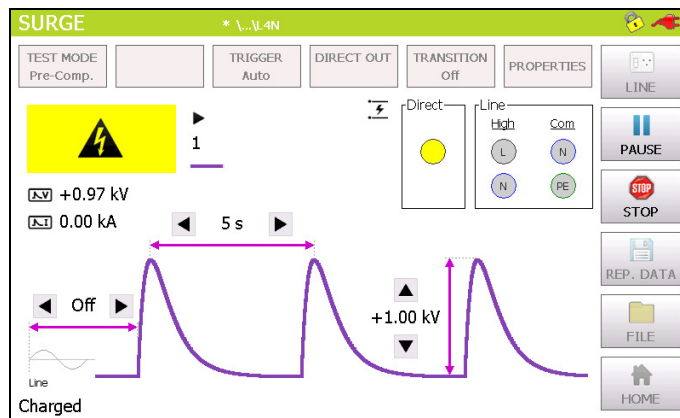 SURGE
* \...\L4N
TEST MODE
Pre-Comp.
TRIGGER
Auto
DIRECT OUT
TRANSITION
Off
PROPERTIES
LINE
PAUSE
STOP
REP. DATA
FILE
HOME
1
Direct
Line
High
Com
L
N
N
PE
+0.97 kV
0.00 kA
5 s
Off
+1.00 kV
Line
Charged